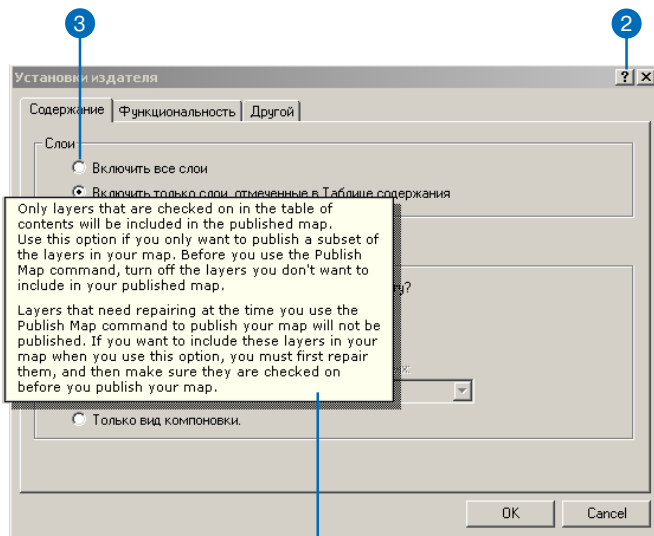 3
2
Установки издателя
Содержание
Функциональность
Другой
Слои
Включить все слои
Включить только слои, отмеченные в Таблице содержания
Only layers that are checked on in the table of
contents will be included in the published map.
Use this option if you only want to publish a subset of
the layers in your map. Before you use the Publish
Map command, turn off the layers you don't want to
include in your published map.
Layers that need repairing at the time you use the
Publish Map command to publish your map will not be
published. If you want to include these layers in your
map when you use this option, you must first repair
them, and then make sure they are checked on
before you publish your map.
Только вид компоновки.
OK
Cancel